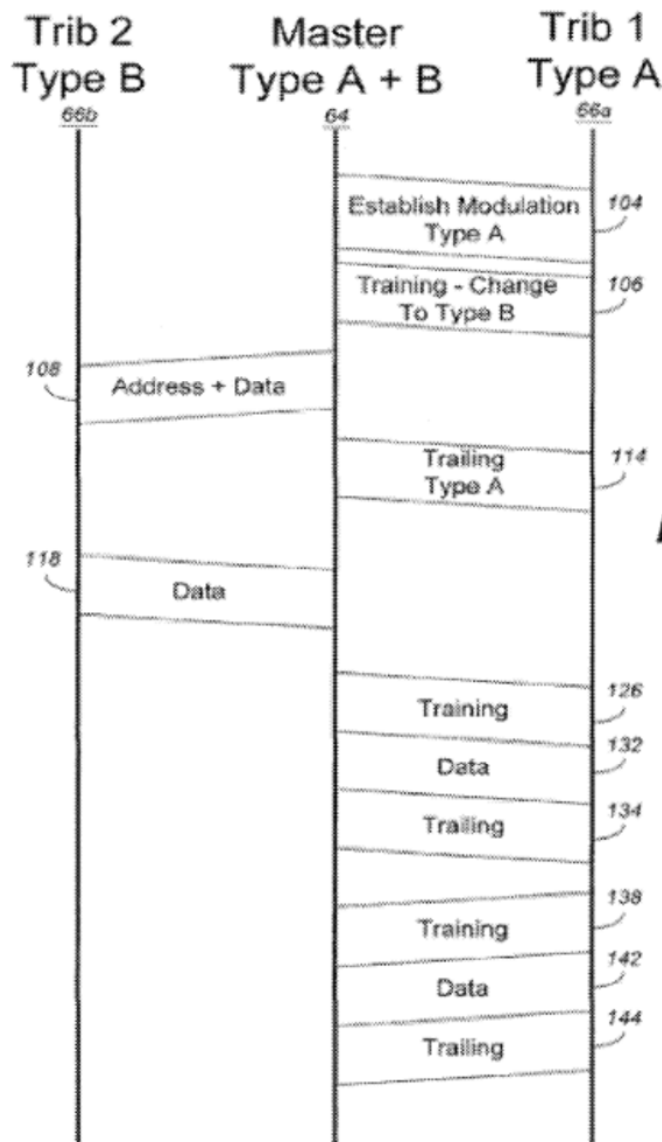 Trib 2
Type B
66b
Master
Type A + B
64
Trib 1
Type A
66a
Establish Modulation
Type A
104
Training - Change
To Type B
106
108
Address + Data
Trailing
Type A
114
118
Data
Training
126
Data
132
Trailing
134
Training
138
Data
142
Trailing
144